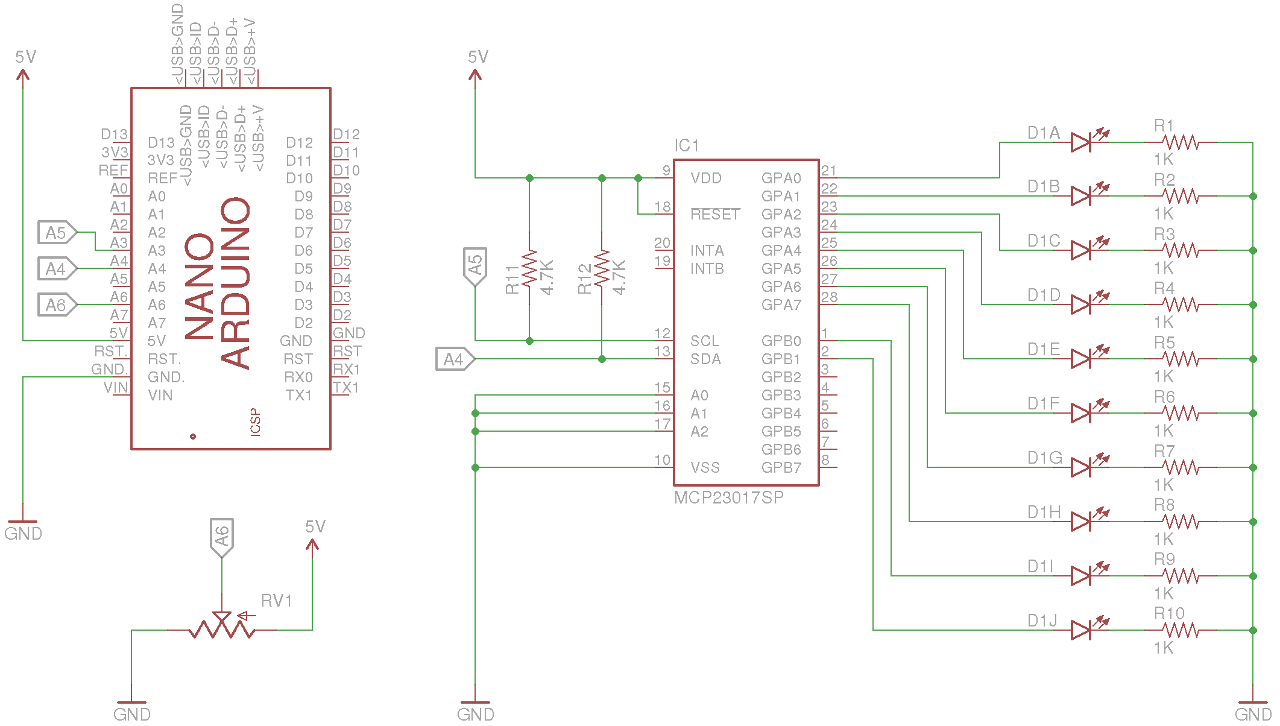 <USB>GND
<USB>ID
<USB>D-
<USB>D+
<USB>+V
5V
<USB>GND
<USB>ID
<USB>D-
<USB>D+
<USB>+V
D13 D13 D12 D12
3V3 3V3 D11 D11
REF REF D10 D10
A0 A0 D9 D9
A1 A1 D8 D8
A2 A2 D7 D7
A3 A3 D6 D6
A4 A4 D5 D5
A5 A5 D4 D4
A6 A6 D3 D3
A7 A7 D2 D2
5V 5V GND GND
RST. RST. RST RST
GND. GND. RX0 RX1
VIN VIN TX1 TX1
A5
A4
A6
NANO
ARDUINO
ICSP
GND
A6
5V
RV1
GND
5V
IC1
9 VDD GPA0 21
GPA1 22
18 RESET GPA2 23
GPA3 24
20 INTA GPA4 25
19 INTB GPA5 26
GPA6 27
GPA7 28
12 SCL GPB0 1
13 SDA GPB1 2
GPB2 3
15 A0 GPB3 4
16 A1 GPB4 5
17 A2 GPB5 6
GPB6 7
10 VSS GPB7 8
MCP23017SP
A5
R11
4.7K
R12
4.7K
A4
GND
D1A R1
1K
D1B R2
1K
D1C R3
1K
D1D R4
1K
D1E R5
1K
D1F R6
1K
D1G R7
1K
D1H R8
1K
D1I R9
1K
D1J R10
1K
GND